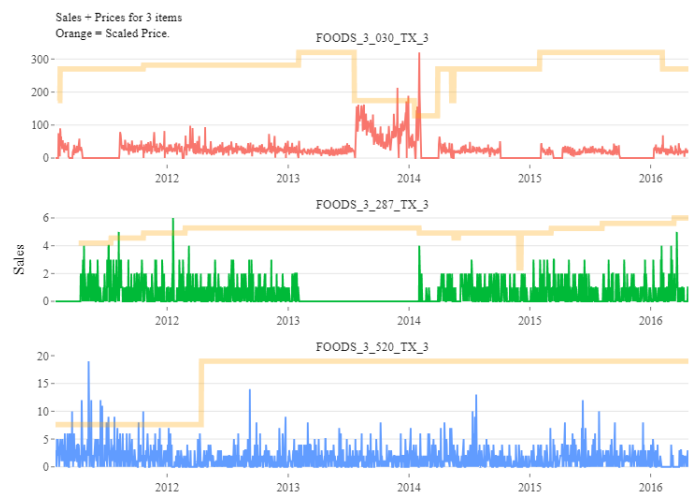 Sales + Prices for 3 items
Orange = Scaled Price.
FOODS_3_030_TX_3
300
200
100
0
2012 2013 2014 2015 2016
FOODS_3_287_TX_3
6
4
2
0
2012 2013 2014 2015 2016
Sales
FOODS_3_520_TX_3
20
15
10
5
0
2012 2013 2014 2015 2016